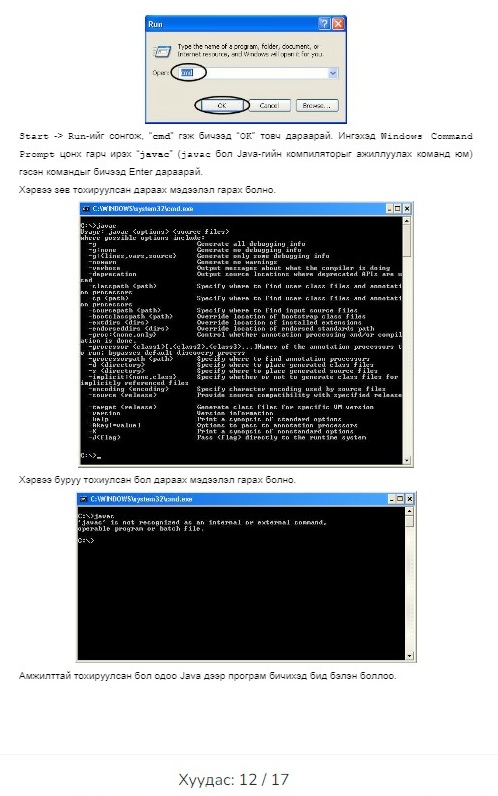 Run
Type the name of a program, folder, document, or
Internet resource, and Windows will open it for you.
Open: cmd
OK Cancel Browse...
Start -> Run-ийг сонгож, "cmd" гэж бичээд "OK" товч дараарай. Ингэхэд Windows Command
Prompt цонх гарч ирэх "javac" (javac бол Java-гийн компиляторыг ажиллуулах команд юм)
гэсэн командыг бичээд Enter дараарай.
Хэрвээ зөв тохируулсан дараах мэдээлэл гарах болно.
C:\WINDOWS\system32\cmd.exe
C:\>javac
Usage: javac <options> <source files>
where possible options include:
-g Generate all debugging info
-g:none Generate no debugging info
-g:{lines,vars,source} Generate only some debugging info
-nowarn Generate no warnings
-verbose Output messages about what the compiler is doing
-deprecation Output source locations where deprecated APIs are u
sed
-classpath <path> Specify where to find user class files and annotati
on processors
-cp <path> Specify where to find user class files and annotati
on processors
-sourcepath <path> Specify where to find input source files
-bootclasspath <path> Override location of bootstrap class files
-extdirs <dirs> Override location of installed extensions
-endorseddirs <dirs> Override location of endorsed standards path
-proc:{none,only} Control whether annotation processing and/or compil
ation is done.
-processor <class1>[,<class2>,<class3>...]Names of the annotation processors t
o run; bypasses default discovery process
-processorpath <path> Specify where to find annotation processors
-d <directory> Specify where to place generated class files
-s <directory> Specify where to place generated source files
-implicit:{none,class} Specify whether or not to generate class files for
implicitly referenced files
-encoding <encoding> Specify character encoding used by source files
-source <release> Provide source compatibility with specified release
-target <release> Generate class files for specific VM version
-version Version information
-help Print a synopsis of standard options
-Akey[=value] Options to pass to annotation processors
-X Print a synopsis of nonstandard options
-J<flag> Pass <flag> directly to the runtime system
C:\>_
Хэрвээ буруу тохируулсан бол дараах мэдээлэл гарах болно.
C:\WINDOWS\system32\cmd.exe
C:\>javac
'javac' is not recognized as an internal or external command,
operable program or batch file.
C:\>
Амжилттай тохируулсан бол одоо Java дээр програм бичихэд бид бэлэн боллоо.
Хуудас: 12 / 17